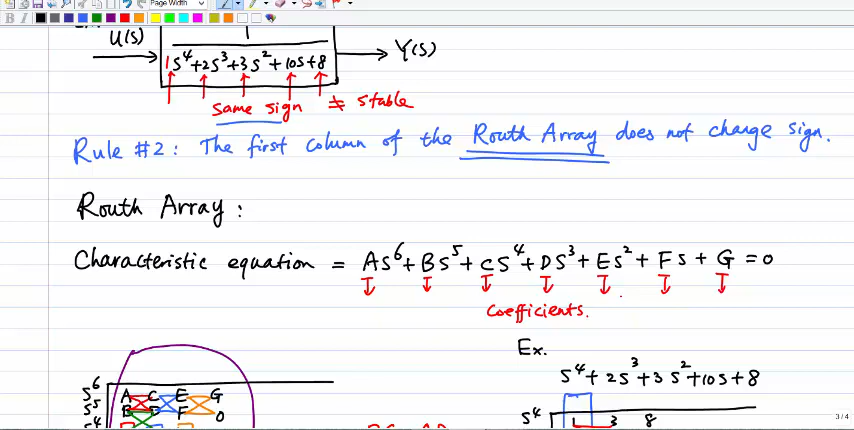 Page Width
B I
U(s)
1
1s⁴+2s³+3s²+10s+8
Y(s)
same sign ≠ stable
Rule #2: The first column of the Routh Array does not change sign.
Routh Array:
Characteristic equation = As⁶+Bs⁵+Cs⁴+Ds³+Es²+Fs+G=0
Coefficients.
Ex.
s⁴+2s³+3s²+10s+8
s⁶
s⁵ A C E G
s⁴ B D F 0
s⁴ 1 3 8
3/4